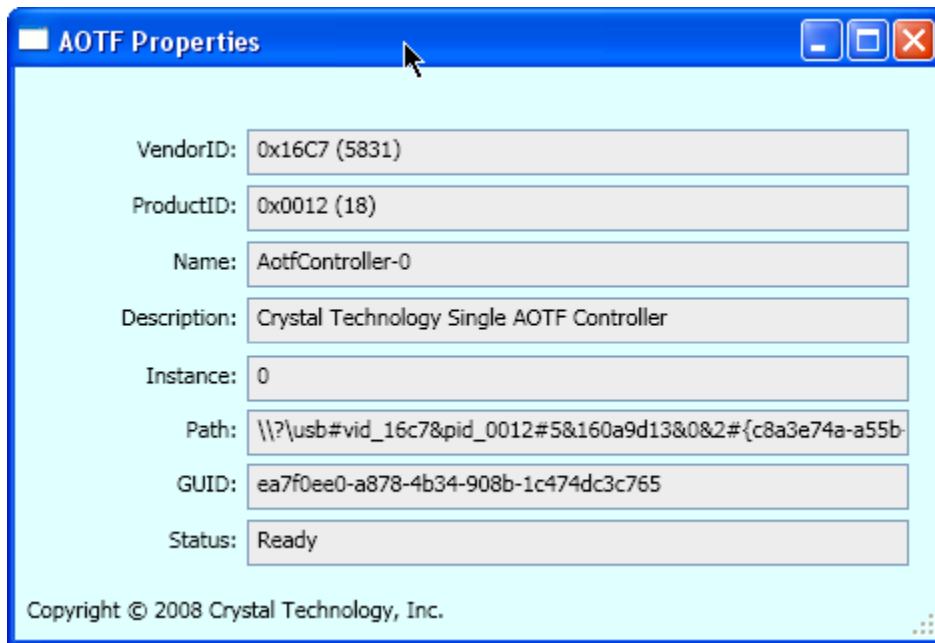 AOTF Properties
VendorID: 0x16C7 (5831)
ProductID: 0x0012 (18)
Name: AotfController-0
Description: Crystal Technology Single AOTF Controller
Instance: 0
Path: \\?\usb#vid_16c7&pid_0012#5&160a9d13&0&2#{c8a3e74a-a55b-
GUID: ea7f0ee0-a878-4b34-908b-1c474dc3c765
Status: Ready
Copyright © 2008 Crystal Technology, Inc.